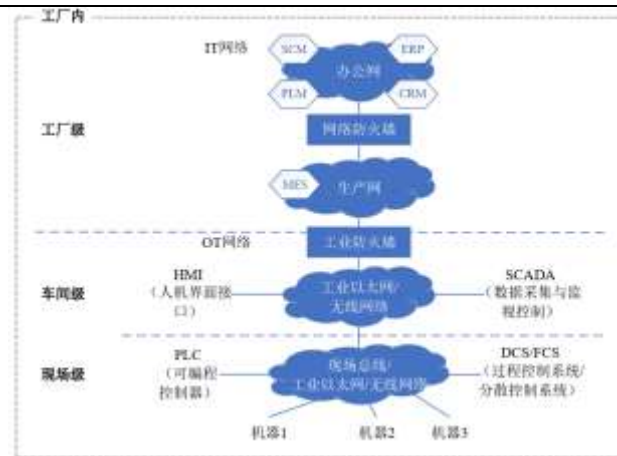 工厂内
IT网络
SCM
ERP
办公网
PLM
CRM
工厂级
网络防火墙
MES
生产网
OT网络
工业防火墙
HMI
（人机界面接
口）
车间级
工业以太网/
无线网络
SCADA
（数据采集与监
视控制）
PLC
（可编程
控制器）
现场级
现场总线/
工业以太网/无线网络
DCS/FCS
（过程控制系统/
分散控制系统）
机器1
机器2
机器3